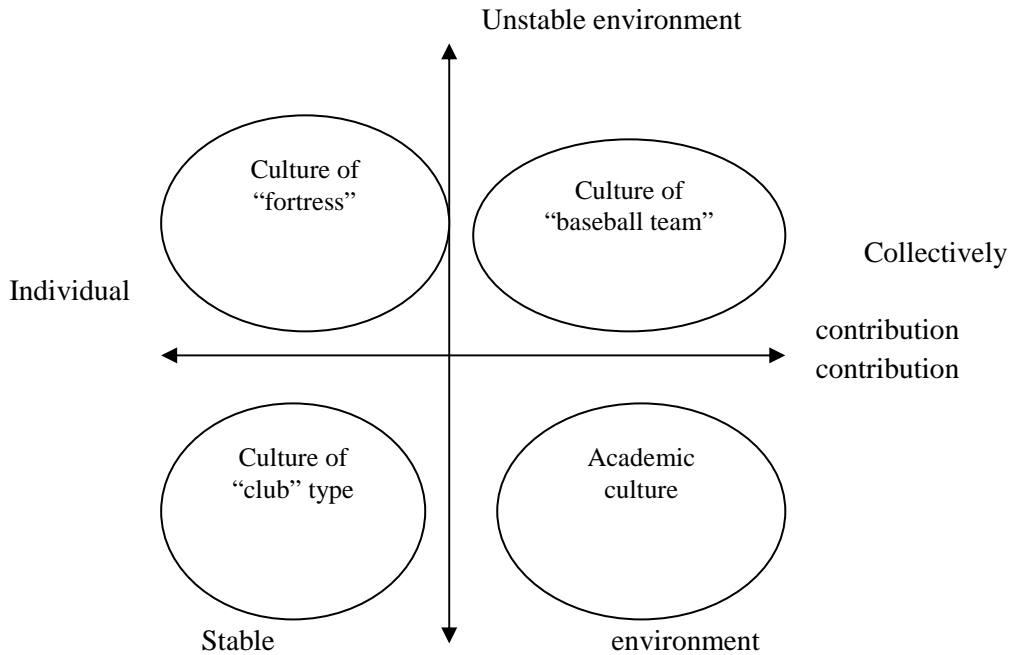 Unstable environment
Culture of
“fortress”
Culture of
“baseball team”
Collectively
Individual
contribution
contribution
Culture of
“club” type
Academic
culture
Stable environment